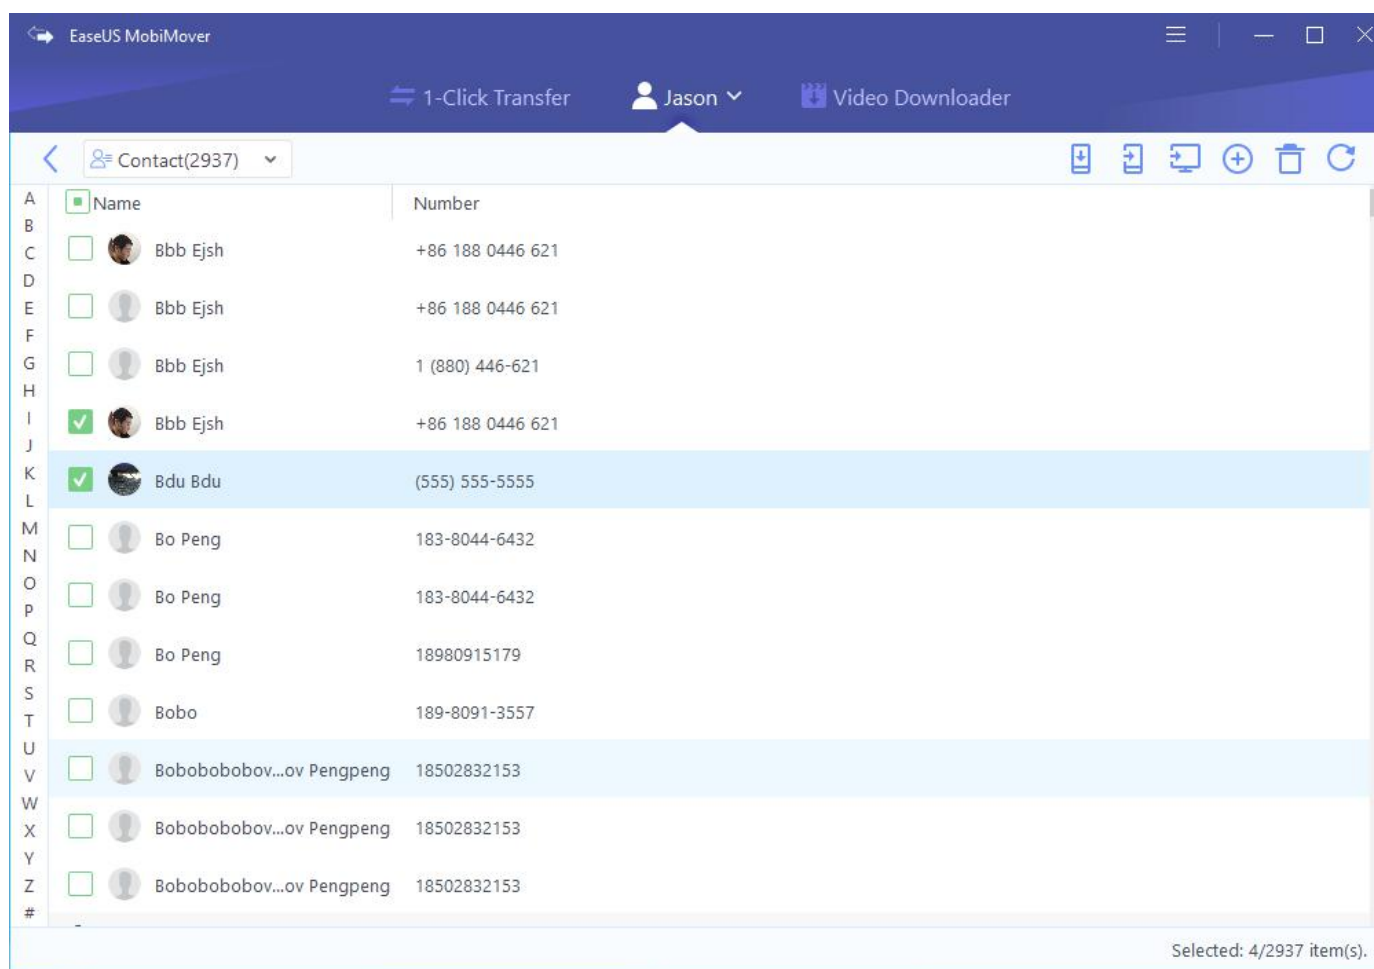 EaseUS MobiMover
1-Click Transfer
Jason
Video Downloader
Contact(2937)
Name
Number
Bbb Ejsh
+86 188 0446 621
Bbb Ejsh
+86 188 0446 621
Bbb Ejsh
1 (880) 446-621
Bbb Ejsh
+86 188 0446 621
Bdu Bdu
(555) 555-5555
Bo Peng
183-8044-6432
Bo Peng
183-8044-6432
Bo Peng
18980915179
Bobo
189-8091-3557
Bobobobobov...ov Pengpeng
18502832153
Bobobobobov...ov Pengpeng
18502832153
Bobobobobov...ov Pengpeng
18502832153
A
B
C
D
E
F
G
H
I
J
K
L
M
N
O
P
Q
R
S
T
U
V
W
X
Y
Z
#
Selected: 4/2937 item(s).